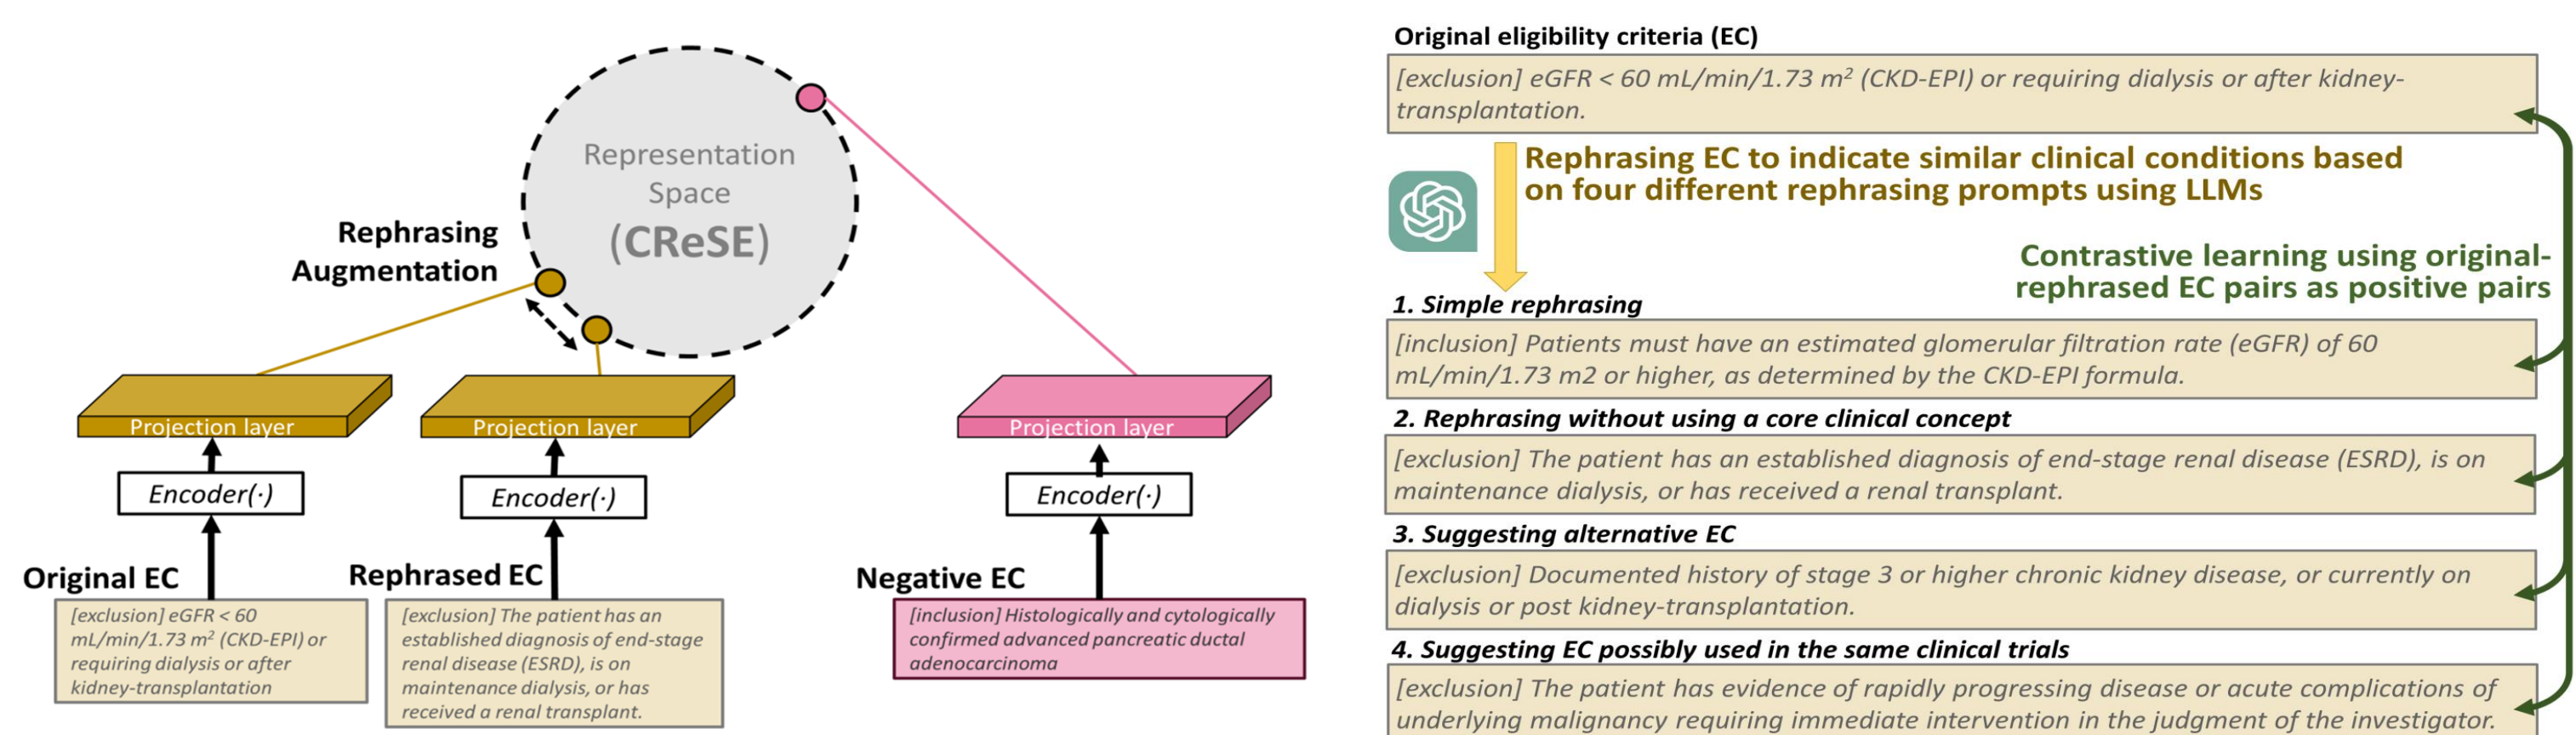 Representation
Space
(CReSE)
Rephrasing
Augmentation
Projection layer
Projection layer
Projection layer
Encoder(·)
Encoder(·)
Encoder(·)
Original EC
[exclusion] eGFR < 60
mL/min/1.73 m² (CKD-EPI) or
requiring dialysis or after
kidney-transplantation
Rephrased EC
[exclusion] The patient has an
established diagnosis of end-stage
renal disease (ESRD), is on
maintenance dialysis, or has
received a renal transplant.
Negative EC
[inclusion] Histologically and cytologically
confirmed advanced pancreatic ductal
adenocarcinoma
Original eligibility criteria (EC)
[exclusion] eGFR < 60 mL/min/1.73 m² (CKD-EPI) or requiring dialysis or after kidney-
transplantation.
Rephrasing EC to indicate similar clinical conditions based
on four different rephrasing prompts using LLMs
Contrastive learning using original-
rephrased EC pairs as positive pairs
1. Simple rephrasing
[inclusion] Patients must have an estimated glomerular filtration rate (eGFR) of 60
mL/min/1.73 m2 or higher, as determined by the CKD-EPI formula.
2. Rephrasing without using a core clinical concept
[exclusion] The patient has an established diagnosis of end-stage renal disease (ESRD), is on
maintenance dialysis, or has received a renal transplant.
3. Suggesting alternative EC
[exclusion] Documented history of stage 3 or higher chronic kidney disease, or currently on
dialysis or post kidney-transplantation.
4. Suggesting EC possibly used in the same clinical trials
[exclusion] The patient has evidence of rapidly progressing disease or acute complications of
underlying malignancy requiring immediate intervention in the judgment of the investigator.